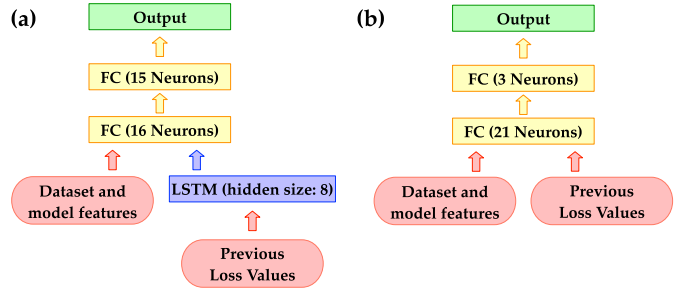 (a)
Output
FC (15 Neurons)
FC (16 Neurons)
Dataset and
model features
LSTM (hidden size: 8)
Previous
Loss Values
(b)
Output
FC (3 Neurons)
FC (21 Neurons)
Dataset and
model features
Previous
Loss Values